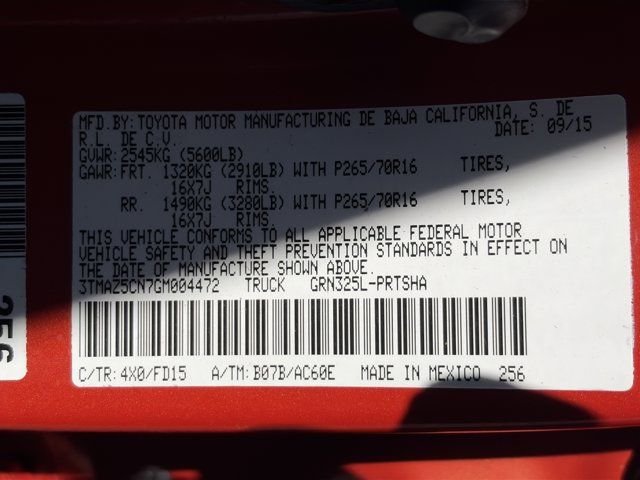 MFD.BY:TOYOTA MOTOR MANUFACTURING DE BAJA CALIFORNIA, S. DE
R.L. DE C.V. DATE: 09/15
GVWR:2545KG (5600LB)
GAWR:FRT. 1320KG (2910LB) WITH P265/70R16 TIRES,
16X7J RIMS.
RR. 1490KG (3280LB) WITH P265/70R16 TIRES,
16X7J RIMS.
THIS VEHICLE CONFORMS TO ALL APPLICABLE FEDERAL MOTOR
VEHICLE SAFETY AND THEFT PREVENTION STANDARDS IN EFFECT ON
THE DATE OF MANUFACTURE SHOWN ABOVE.
3TMAZ5CN7GM004472 TRUCK GRN325L-PRTSHA
C/TR:4X0/FD15 A/TM:B07B/AC60E MADE IN MEXICO 256
256